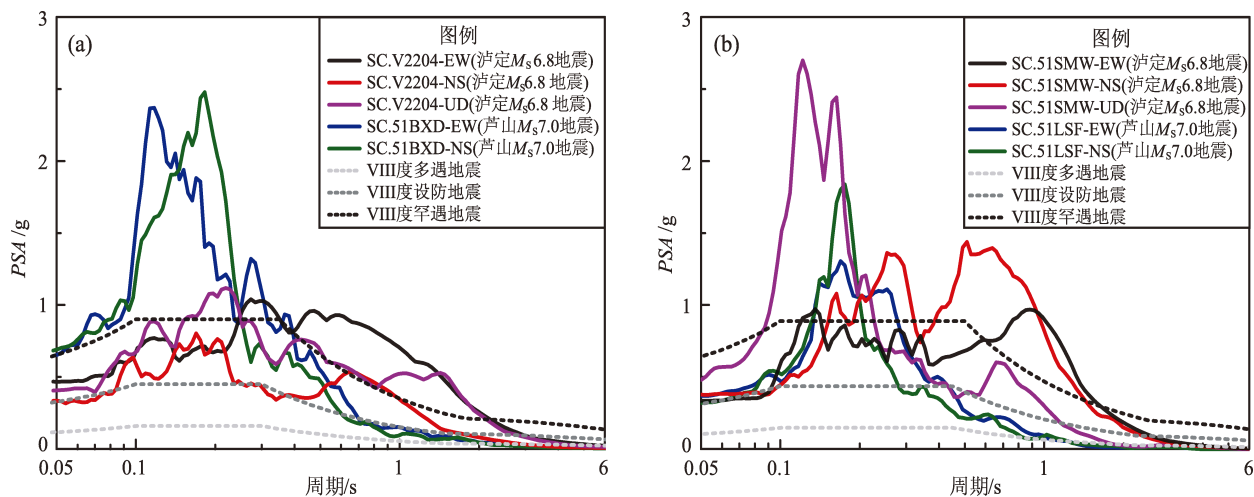 (a)
图例
SC.V2204-EW(泸定Ms6.8地震)
SC.V2204-NS(泸定Ms6.8 地震)
SC.V2204-UD(泸定Ms6.8 地震)
SC.51BXD-EW(芦山Ms7.0地震)
SC.51BXD-NS(芦山Ms7.0地震)
VIII度多遇地震
VIII度设防地震
VIII度罕遇地震
3
2
1
0
PSA /g
0.05
0.1
1
6
周期/s
(b)
图例
SC.51SMW-EW(泸定Ms6.8地震)
SC.51SMW-NS(泸定Ms6.8地震)
SC.51SMW-UD(泸定Ms6.8地震)
SC.51LSF-EW(芦山Ms7.0地震)
SC.51LSF-NS(芦山Ms7.0地震)
VIII度多遇地震
VIII度设防地震
VIII度罕遇地震
3
2
1
0
PSA /g
0.05
0.1
1
6
周期/s